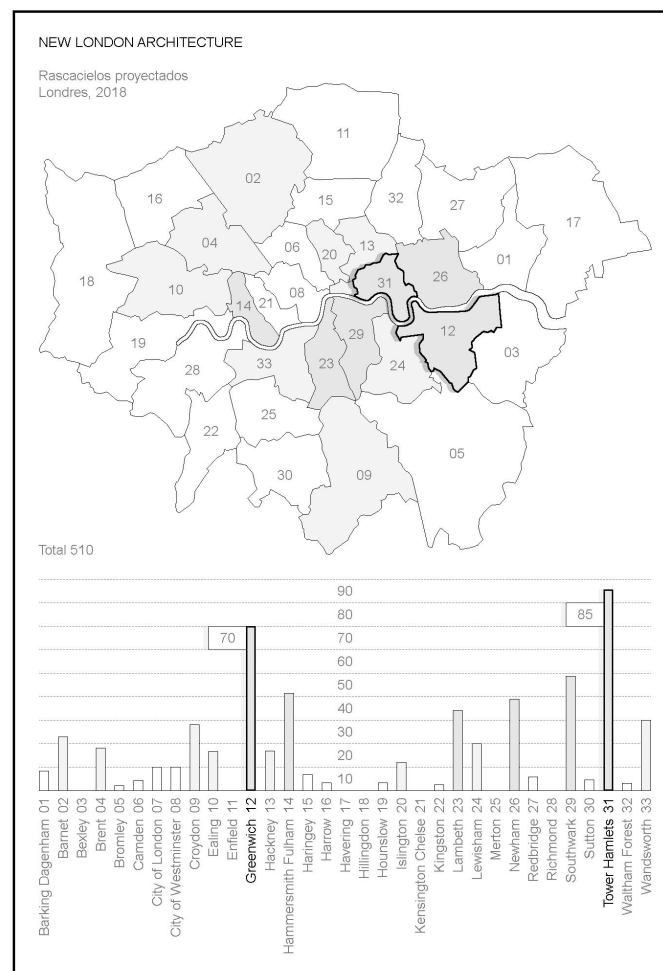 NEW LONDON ARCHITECTURE
Rascacielos proyectados
Londres, 2018
11
02
16
15
32
27
17
04
06
20
13
01
26
18
10
31
14
21
08
19
12
29
03
28
33
23
24
22
25
05
30
09
Total 510
90
80
85
70
70
60
50
40
30
20
10
Barking Dagenham 01
Barnet 02
Bexley 03
Brent 04
Bromley 05
Camden 06
City of London 07
City of Westminster 08
Croydon 09
Ealing 10
Enfield 11
Greenwich 12
Hackney 13
Hammersmith Fulham 14
Haringey 15
Harrow 16
Havering 17
Hillingdon 18
Hounslow 19
Islington 20
Kensington Chelse 21
Kingston 22
Lambeth 23
Lewisham 24
Merton 25
Newham 26
Redbridge 27
Richmond 28
Southwark 29
Sutton 30
Tower Hamlets 31
Waltham Forest 32
Wandsworth 33